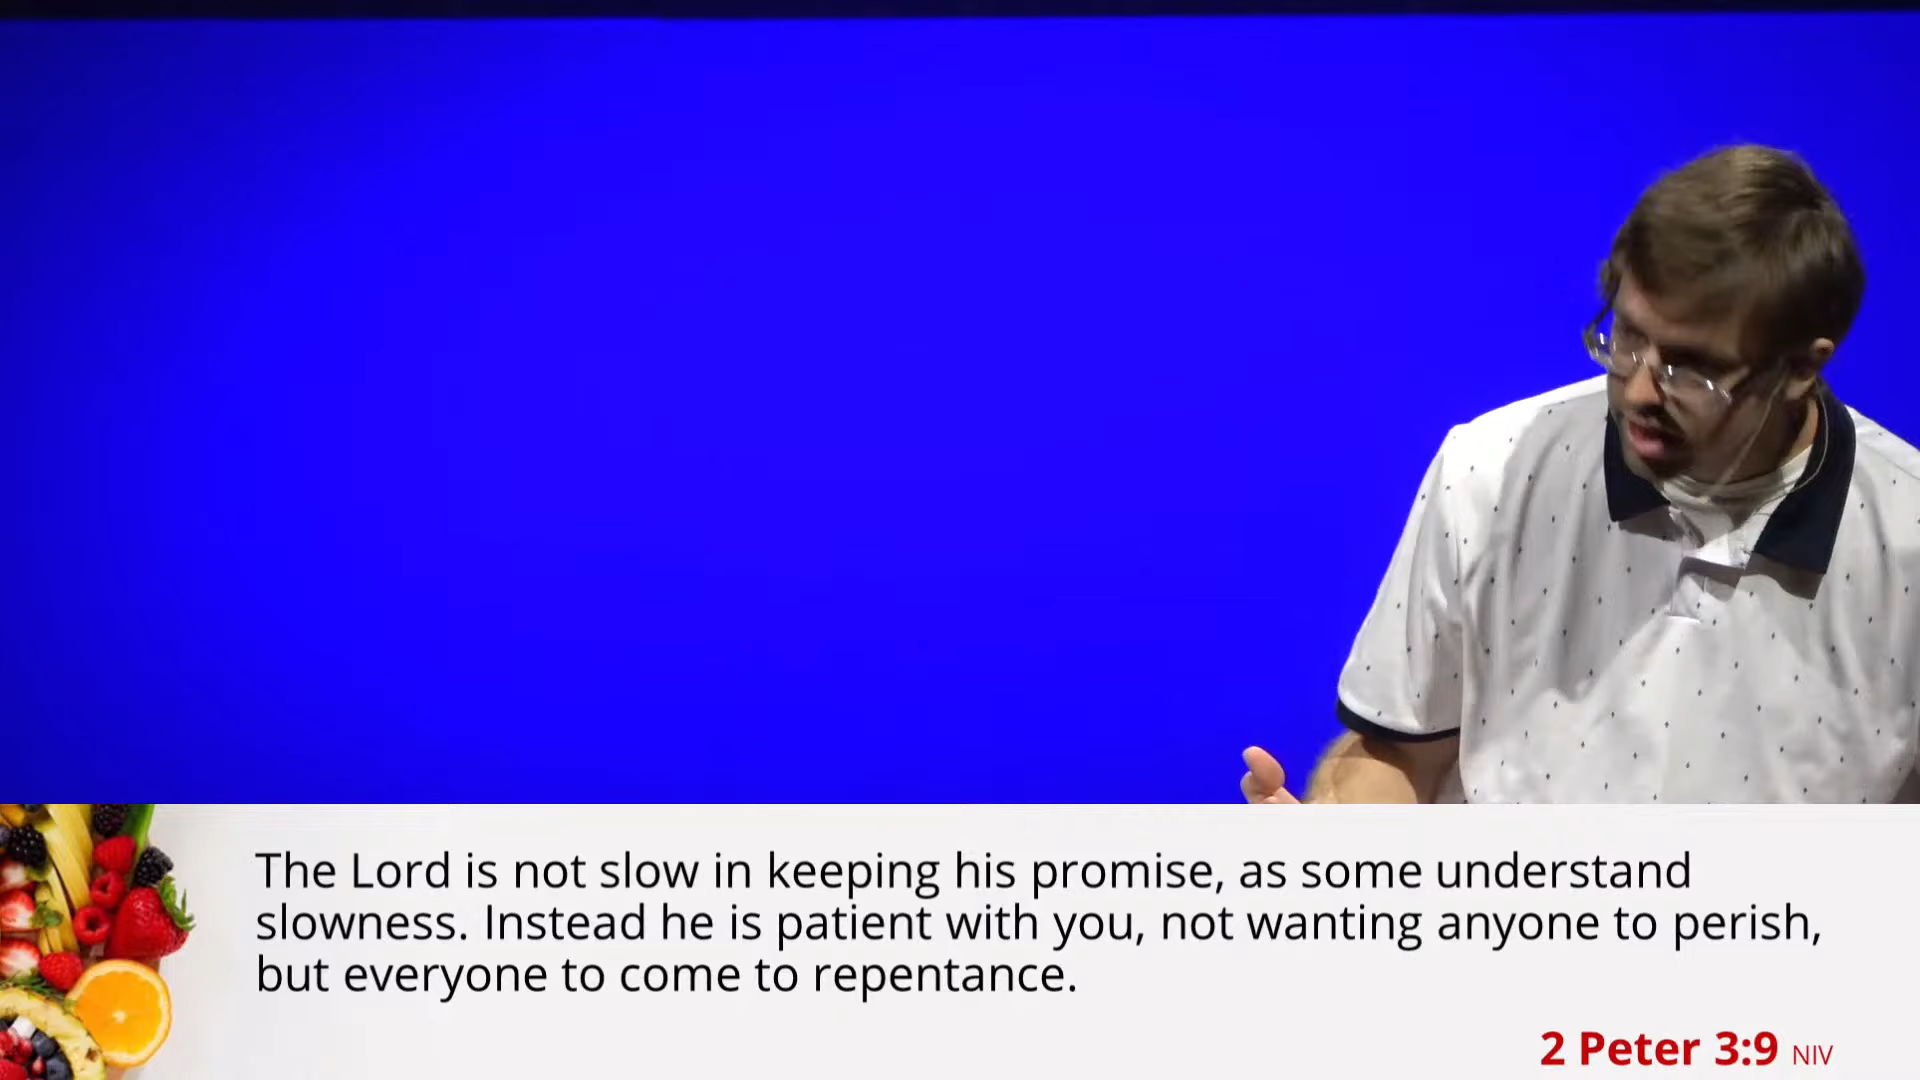 The Lord is not slow in keeping his promise, as some understand
slowness. Instead he is patient with you, not wanting anyone to perish,
but everyone to come to repentance.
2 Peter 3:9 NIV